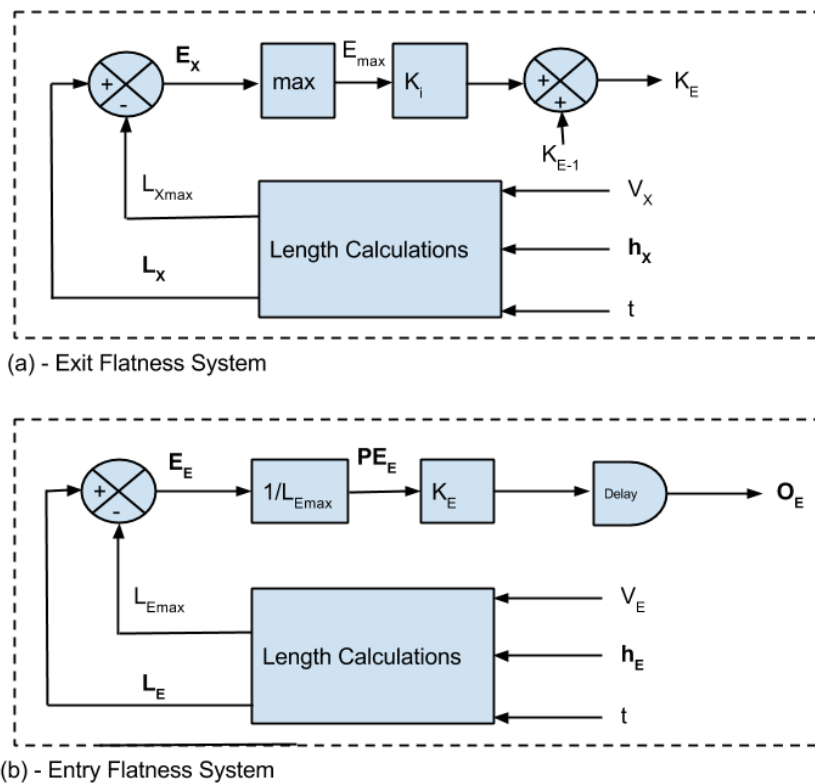 E_X
E_max
+
-
max
K_i
+
+
K_E
K_E-1
L_Xmax
V_X
Length Calculations
h_X
L_X
t
(a) - Exit Flatness System
E_E
PE_E
+
-
1/L_Emax
K_E
Delay
O_E
L_Emax
V_E
Length Calculations
h_E
L_E
t
(b) - Entry Flatness System